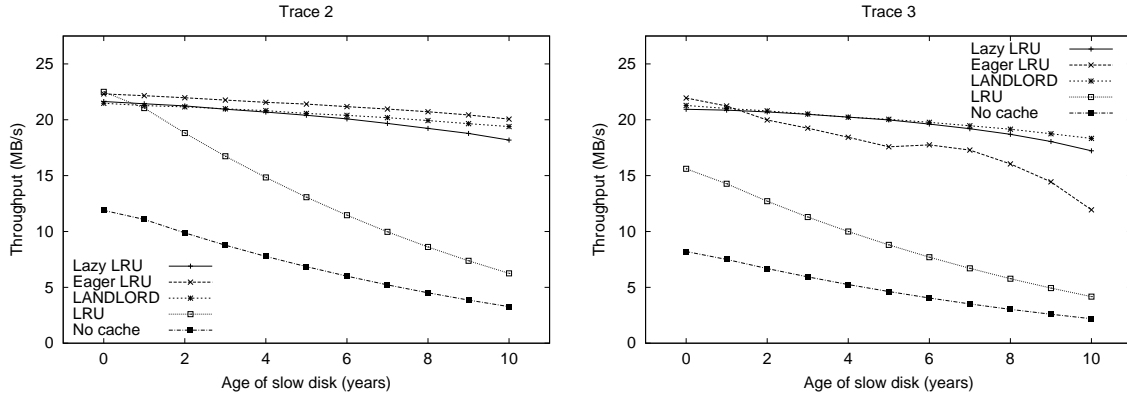 Trace 2
25
20
15
10
5
0
Throughput (MB/s)
Lazy LRU
Eager LRU
LANDLORD
LRU
No cache
0 2 4 6 8 10
Age of slow disk (years)
Trace 3
25
20
15
10
5
0
Throughput (MB/s)
Lazy LRU
Eager LRU
LANDLORD
LRU
No cache
0 2 4 6 8 10
Age of slow disk (years)